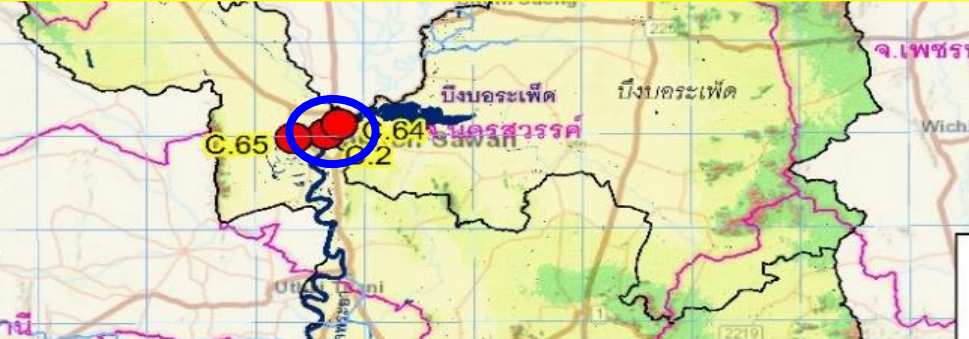 225
จ.เพชรบ
บึงบอระเพ็ด
บึงบอระเพ็ด
C.64
จ.นครสวรรค์
C.65
Sawan
C.2
Wich
Uthai Thani
1
2219